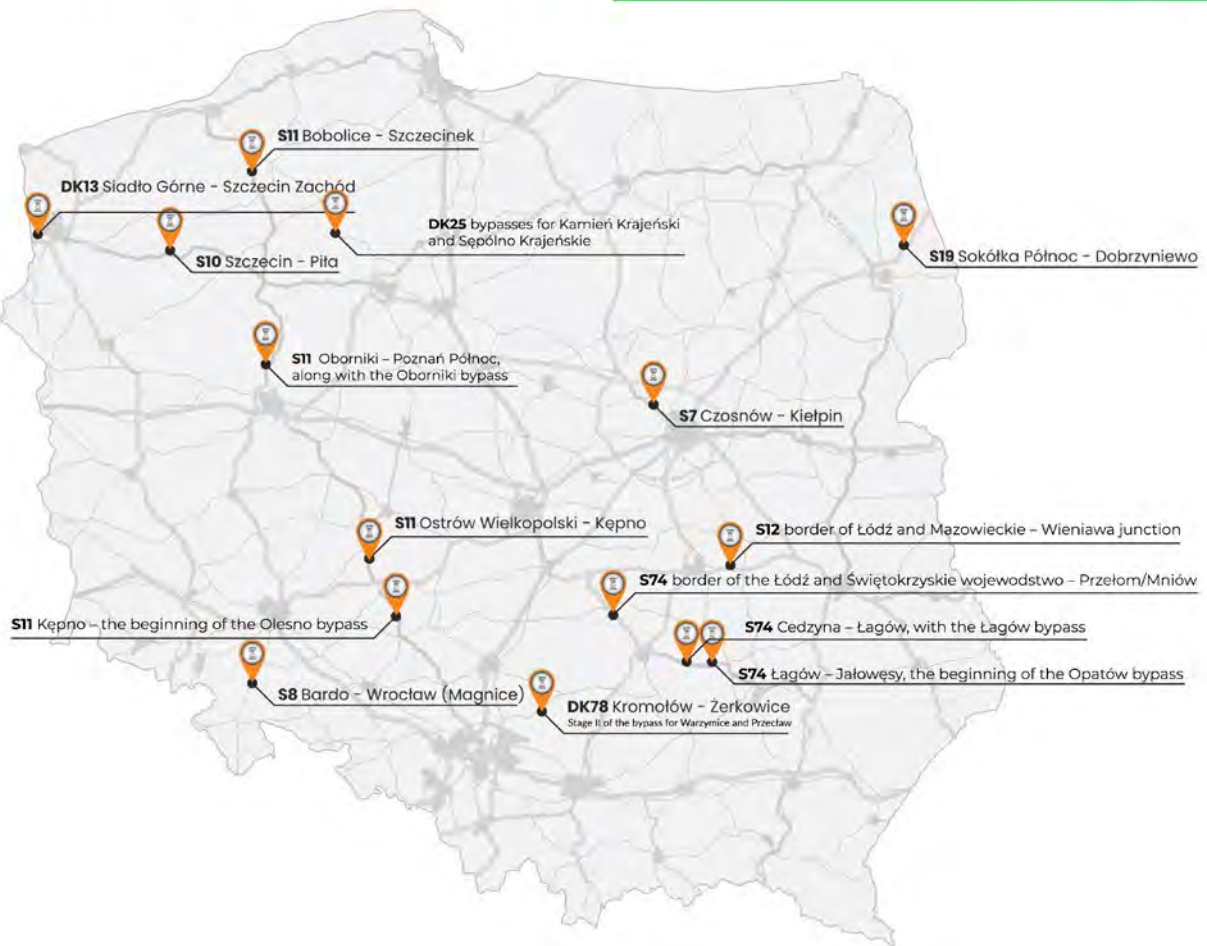 S11 Bobolice - Szczecinek
DK13 Siadło Górne - Szczecin Zachód
DK25 bypasses for Kamień Krajeński
and Sępólno Krajeńskie
S10 Szczecin - Piła
S19 Sokółka Północ - Dobrzyniewo
S11 Oborniki – Poznań Północ,
along with the Oborniki bypass
S7 Czosnów - Kiełpin
S11 Ostrów Wielkopolski - Kępno
S12 border of Łódź and Mazowieckie – Wieniawa junction
S74 border of the Łódź and Świętokrzyskie wojewodstwo – Przełom/Mniów
S11 Kępno – the beginning of the Olesno bypass
S74 Cedzyna – Łagów, with the Łagów bypass
S74 Łagów – Jałowęsy, the beginning of the Opatów bypass
S8 Bardo - Wrocław (Magnice)
DK78 Kromołów - Żerkowice
Stage II of the bypass for Warzymice and Przecław